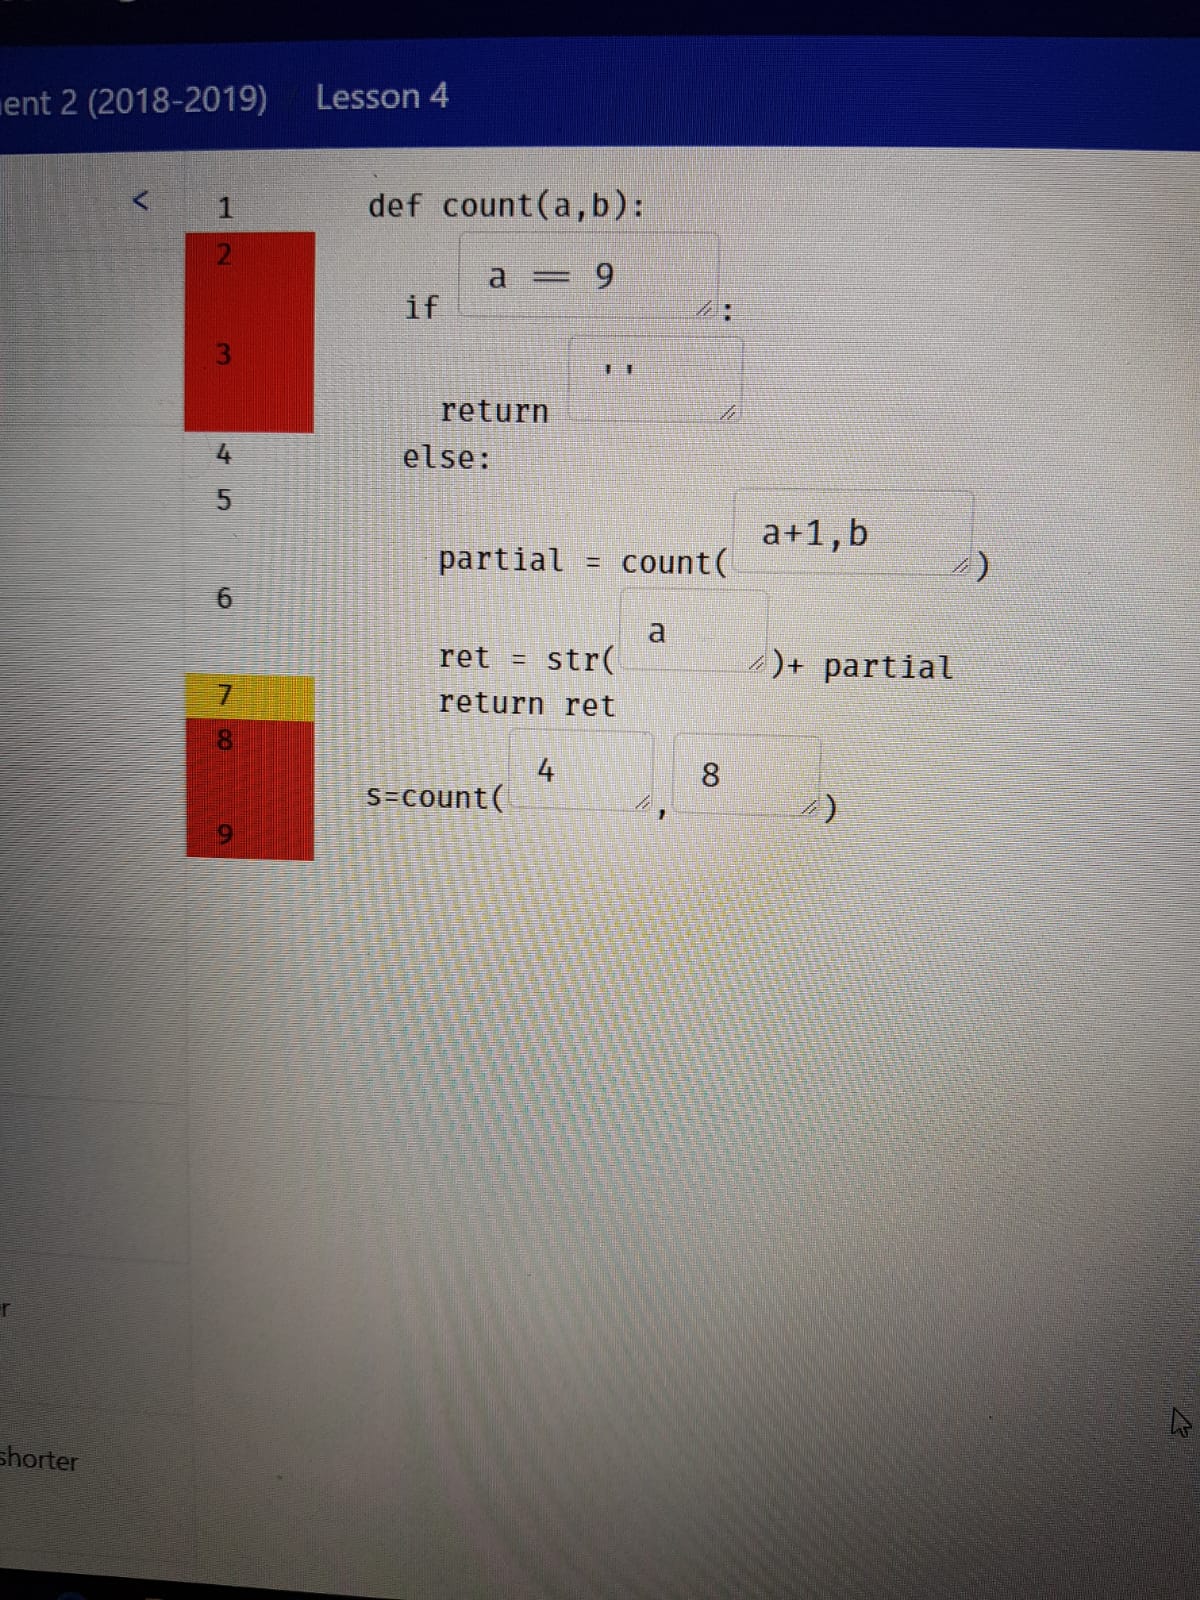 ent 2 (2018-2019) Lesson 4
< 1 def count(a,b):
2 if a == 9 :
3 return ''
4 else:
5 partial = count( a+1,b )
6 ret = str( a )+ partial
7 return ret
8 s=count( 4 , 8 )
9
r
shorter